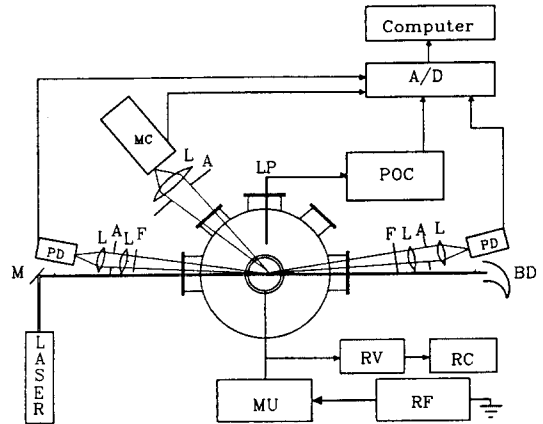 Computer
A/D
MC
L
A
LP
POC
PD
L
A
L
F
F
L
A
L
PD
M
BD
LASER
RV
RC
MU
RF